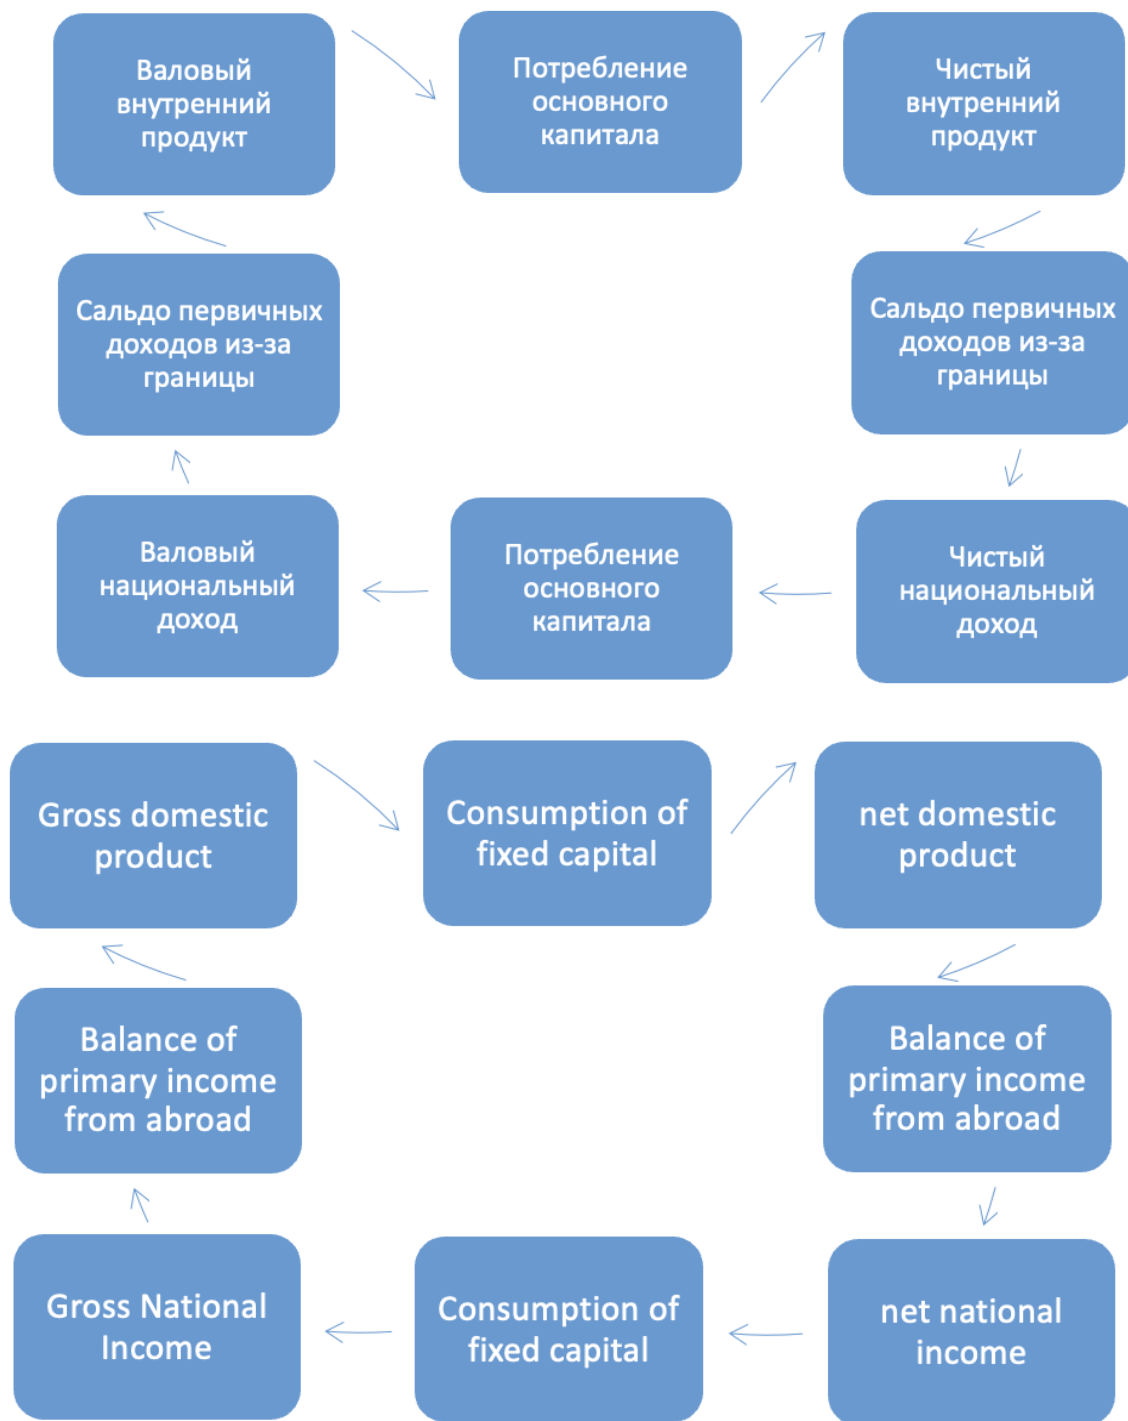 Валовый
внутренний
продукт
Потребление
основного
капитала
Чистый
внутренний
продукт
Сальдо первичных
доходов из-за
границы
Сальдо первичных
доходов из-за
границы
Валовый
национальный
доход
Потребление
основного
капитала
Чистый
национальный
доход
Gross domestic
product
Consumption of
fixed capital
net domestic
product
Balance of
primary income
from abroad
Balance of
primary income
from abroad
Gross National
Income
Consumption of
fixed capital
net national
income